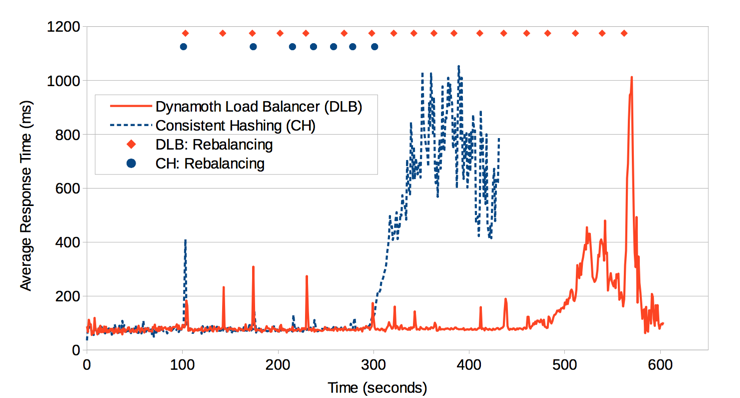 1200
1000
800
600
400
200
0
Average Response Time (ms)
Dynamoth Load Balancer (DLB)
Consistent Hashing (CH)
DLB: Rebalancing
CH: Rebalancing
0 100 200 300 400 500 600
Time (seconds)